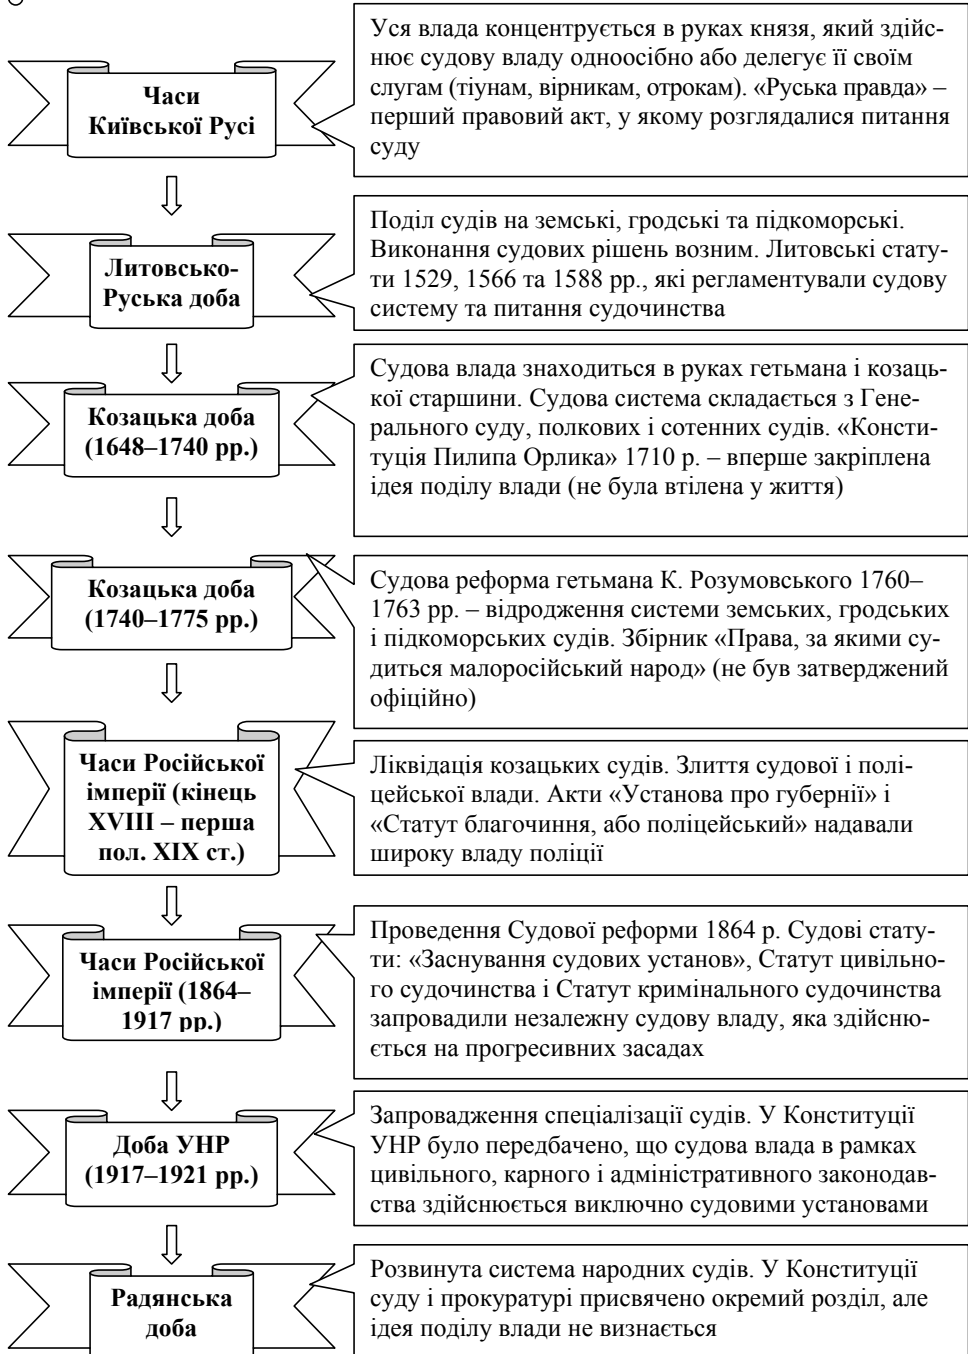 Часи
Київської Русі
Уся влада концентрується в руках князя, який здійс-
нює судову владу одноосібно або делегує її своїм
слугам (тіунам, вірникам, отрокам). «Руська правда» –
перший правовий акт, у якому розглядалися питання
суду
Литовсько-
Руська доба
Поділ судів на земські, гродські та підкоморські.
Виконання судових рішень возним. Литовські стату-
ти 1529, 1566 та 1588 рр., які регламентували судову
систему та питання судочинства
Козацька доба
(1648–1740 рр.)
Судова влада знаходиться в руках гетьмана і козаць-
кої старшини. Судова система складається з Гене-
рального суду, полкових і сотенних судів. «Консти-
туція Пилипа Орлика» 1710 р. – вперше закріплена
ідея поділу влади (не була втілена у життя)
Козацька доба
(1740–1775 рр.)
Судова реформа гетьмана К. Розумовського 1760–
1763 рр. – відродження системи земських, гродських
і підкоморських судів. Збірник «Права, за якими су-
диться малоросійський народ» (не був затверджений
офіційно)
Часи Російської
імперії (кінець
XVIII – перша
пол. XIX ст.)
Ліквідація козацьких судів. Злиття судової і полі-
цейської влади. Акти «Установа про губернії» і
«Статут благочиння, або поліцейський» надавали
широку владу поліції
Часи Російської
імперії (1864–
1917 рр.)
Проведення Судової реформи 1864 р. Судові стату-
ти: «Заснування судових установ», Статут цивільно-
го судочинства і Статут кримінального судочинства
запровадили незалежну судову владу, яка здійсню-
ється на прогресивних засадах
Доба УНР
(1917–1921 рр.)
Запровадження спеціалізації судів. У Конституції
УНР було передбачено, що судова влада в рамках
цивільного, карного і адміністративного законодав-
ства здійснюється виключно судовими установами
Радянська
доба
Розвинута система народних судів. У Конституції
суду і прокуратурі присвячено окремий розділ, але
ідея поділу влади не визнається